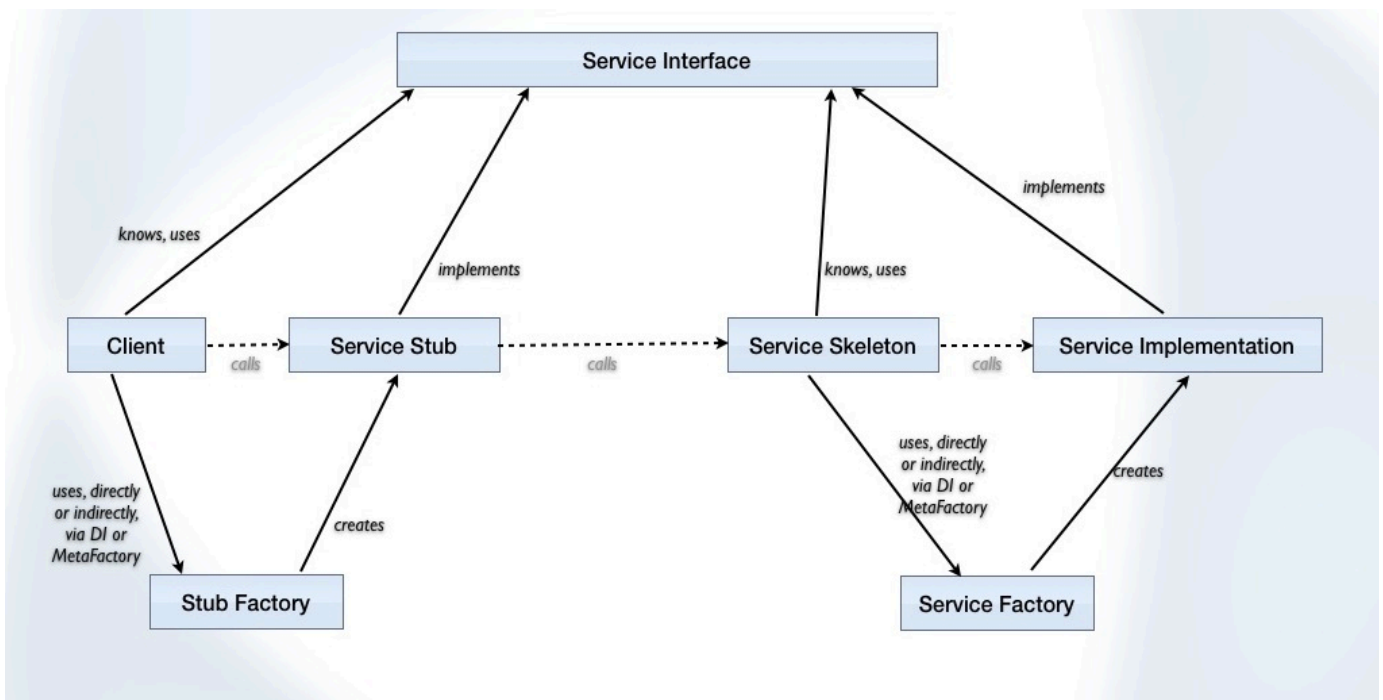 Service Interface
implements
knows, uses
implements
knows, uses
Client
Service Stub
Service Skeleton
Service Implementation
calls
calls
calls
uses, directly
or indirectly,
via DI or
MetaFactory
creates
uses, directly
or indirectly,
via DI or
MetaFactory
creates
Stub Factory
Service Factory